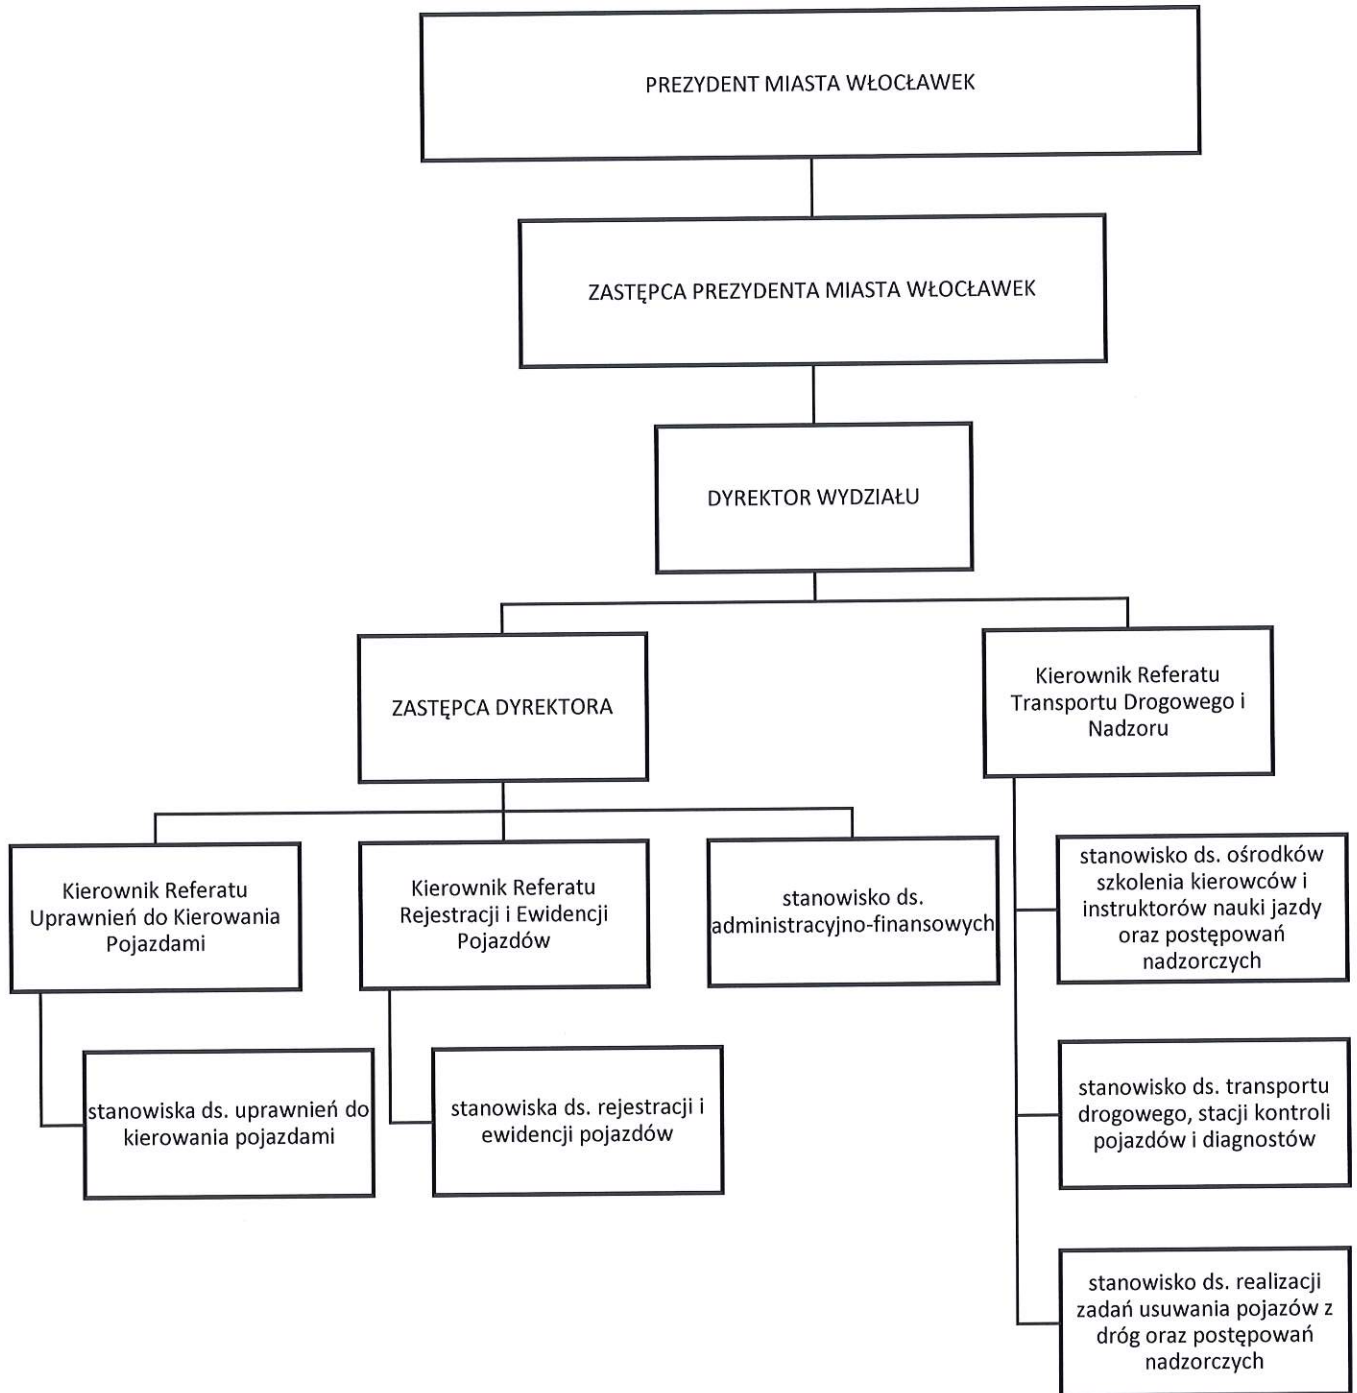 PREZYDENT MIASTA WŁOCŁAWEK
ZASTĘPCA PREZYDENTA MIASTA WŁOCŁAWEK
DYREKTOR WYDZIAŁU
ZASTĘPCA DYREKTORA
Kierownik Referatu
Transportu Drogowego i
Nadzoru
Kierownik Referatu
Uprawnień do Kierowania
Pojazdami
Kierownik Referatu
Rejestracji i Ewidencji
Pojazdów
stanowisko ds.
administracyjno-finansowych
stanowisko ds. ośrodków
szkolenia kierowców i
instruktorów nauki jazdy
oraz postępowań
nadzorczych
stanowiska ds. uprawnień do
kierowania pojazdami
stanowiska ds. rejestracji i
ewidencji pojazdów
stanowisko ds. transportu
drogowego, stacji kontroli
pojazdów i diagnostów
stanowisko ds. realizacji
zadań usuwania pojazów z
dróg oraz postępowań
nadzorczych